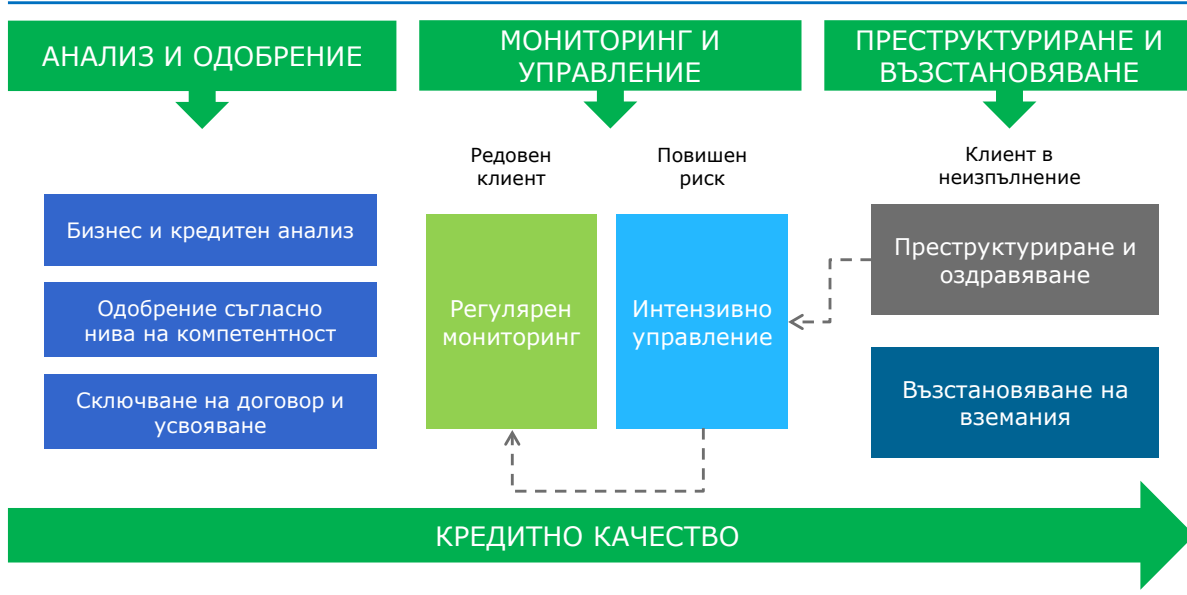 АНАЛИЗ И ОДОБРЕНИЕ
МОНИТОРИНГ И
УПРАВЛЕНИЕ
ПРЕСТРУКТУРИРАНЕ И
ВЪЗСТАНОВЯВАНЕ
Редовен
клиент
Повишен
риск
Клиент в
неизпълнение
Бизнес и кредитен анализ
Одобрение съгласно
нива на компетентност
Сключване на договор и
усвояване
Регулярен
мониторинг
Интензивно
управление
Преструктуриране и
оздравяване
Възстановяване на
вземания
КРЕДИТНО КАЧЕСТВО